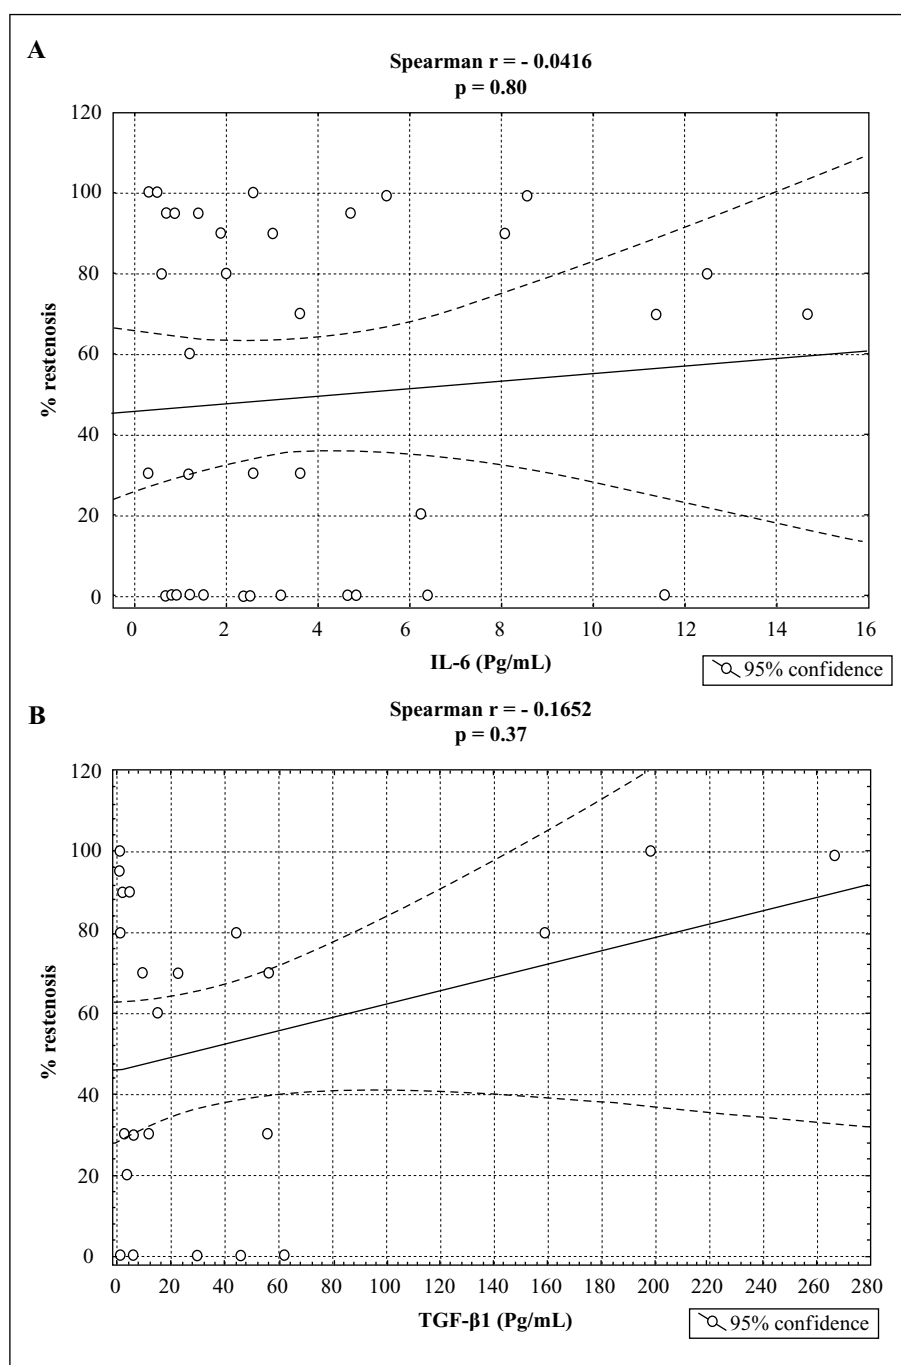 A
Spearman r = - 0.0416
p = 0.80
120
100
80
60
40
20
0
% restenosis
0 2 4 6 8 10 12 14 16
IL-6 (Pg/mL)
95% confidence
B
Spearman r = - 0.1652
p = 0.37
120
100
80
60
40
20
0
% restenosis
0 20 40 60 80 100 120 140 160 180 200 220 240 260 280
TGF-β1 (Pg/mL)
95% confidence